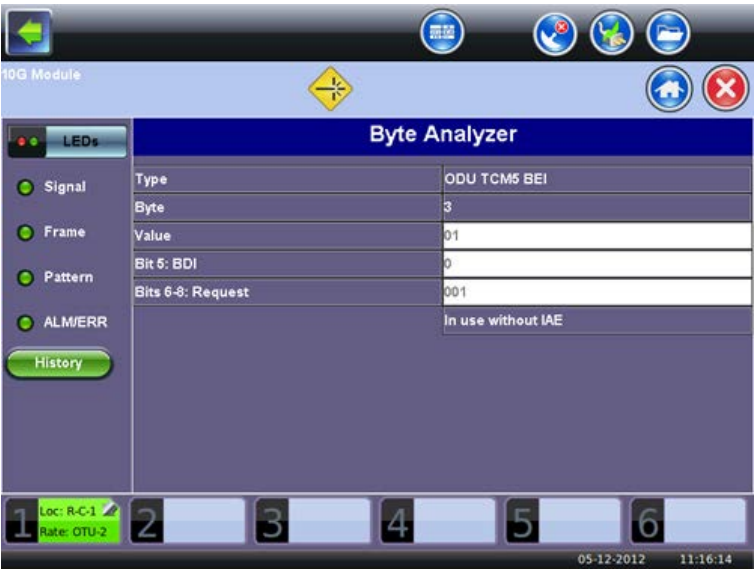 10G Module
Byte Analyzer
LEDs
Signal
Frame
Pattern
ALM/ERR
History
Type ODU TCM5 BEI
Byte 3
Value 01
Bit 5: BDI 0
Bits 6-8: Request 001
In use without IAE
1 Loc: R-C-1
Rate: OTU-2
2 3 4 5 6
05-12-2012 11:16:14